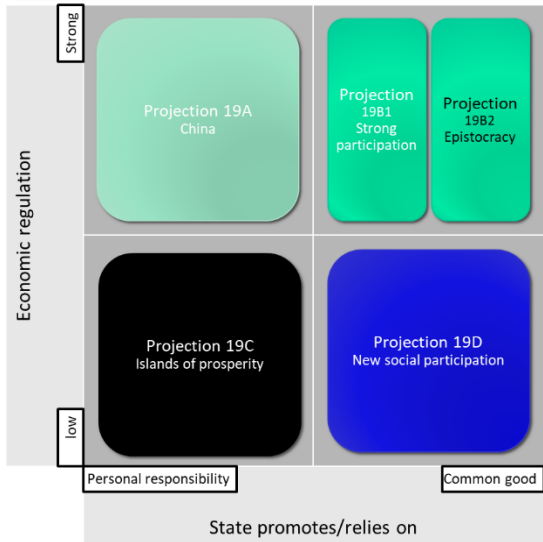 Strong
Economic regulation
low
Projection 19A
China
Projection
19B1
Strong
participation
Projection
19B2
Epistocracy
Projection 19C
Islands of prosperity
Projection 19D
New social participation
Personal responsibility
Common good
State promotes/relies on